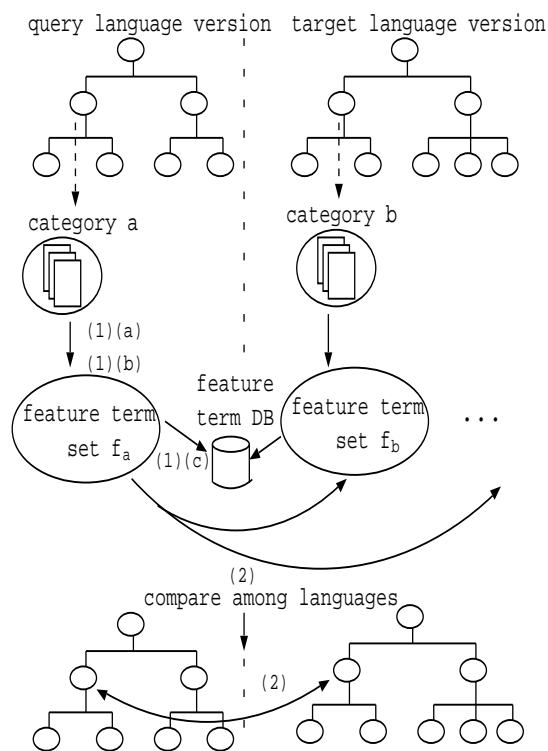 query language version
target language version
category a
category b
(1)(a)
(1)(b)
feature term
set fa
feature
term DB
(1)(c)
feature term
set fb
...
(2)
compare among languages
(2)